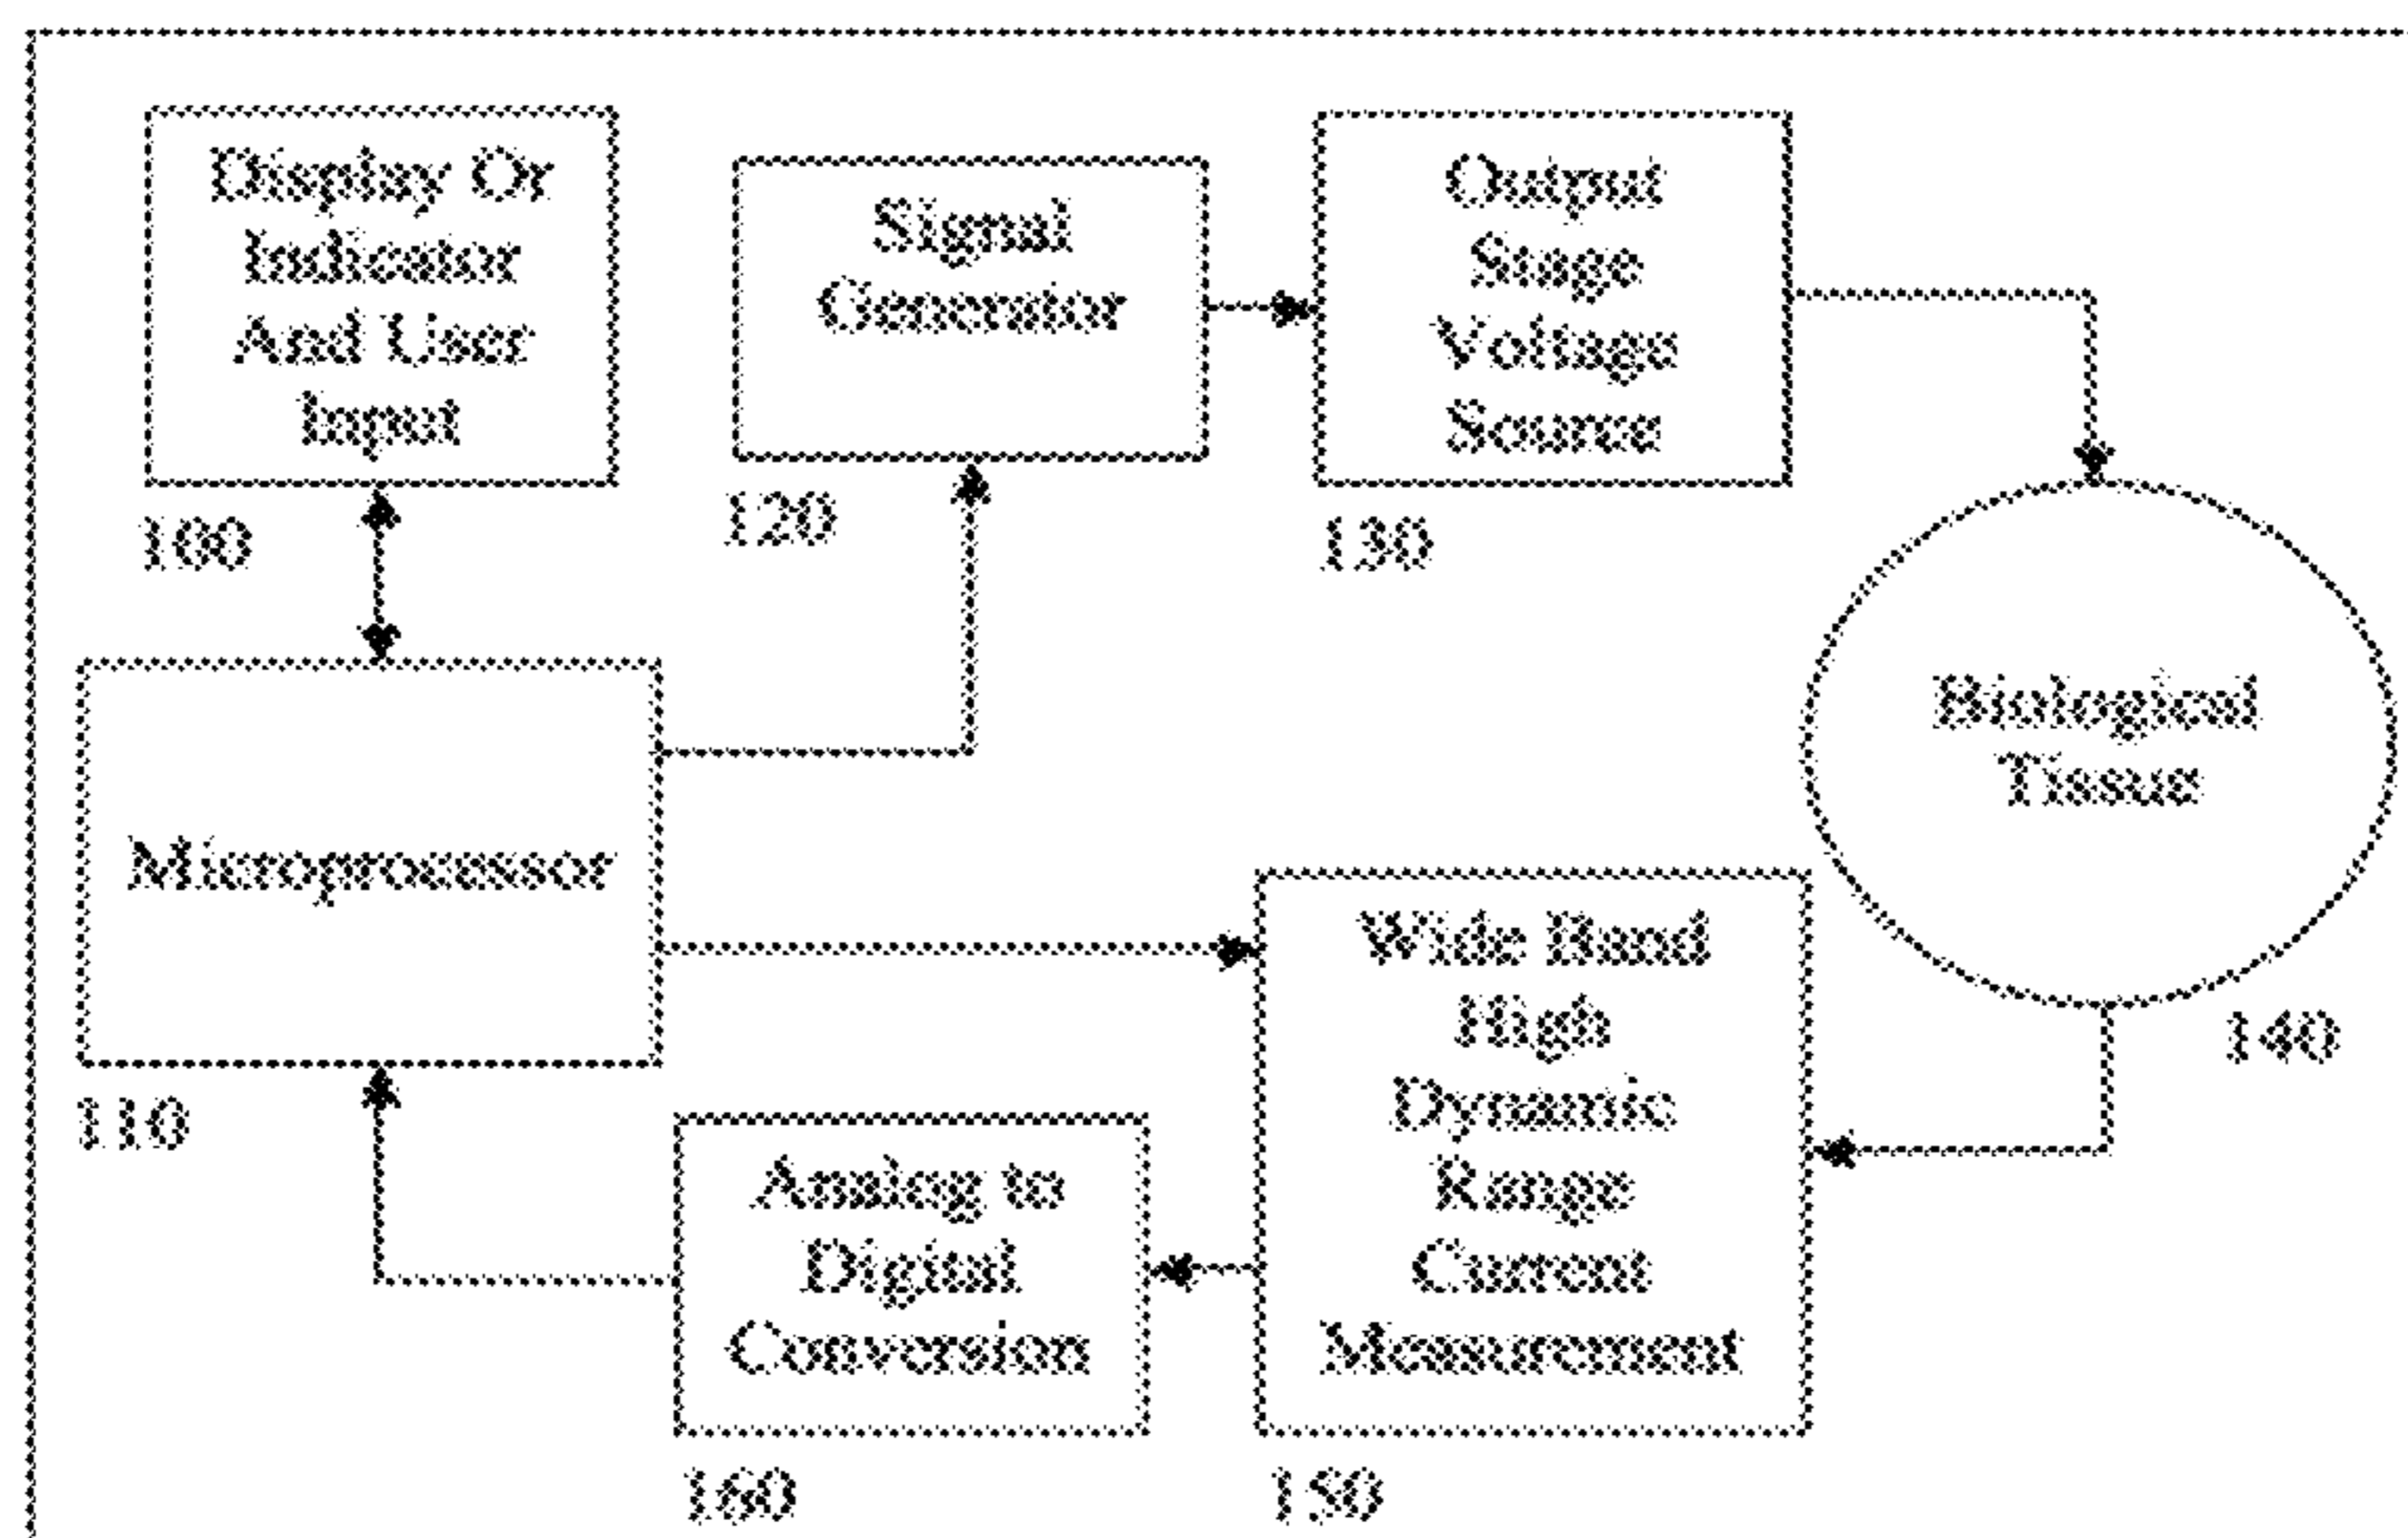 Display Or
Indicator
And User
Input
100
Signal
Generator
120
Output
Stage
Voltage
Source
130
Biological
Tissue
140
Microprocessor
110
Wide Band
High
Dynamic
Range
Current
Measurement
150
Analog to
Digital
Conversion
160